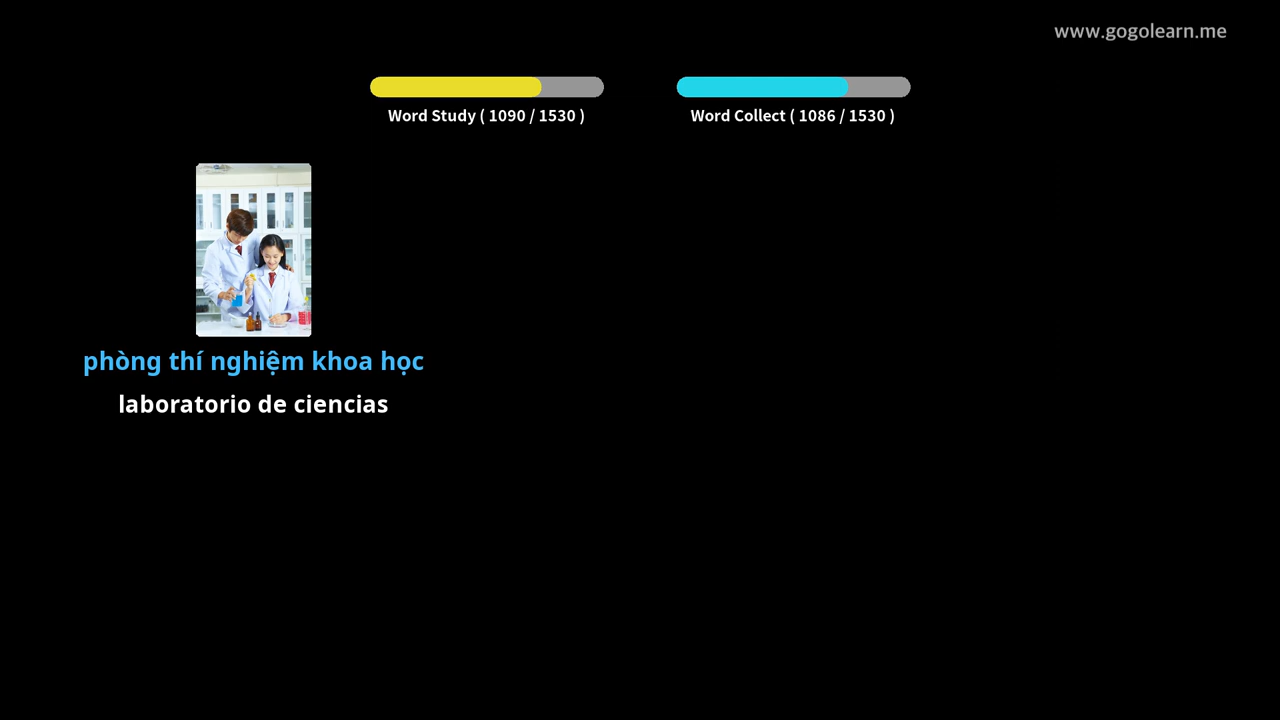 www.gogolearn.me
Word Study ( 1090 / 1530 )
Word Collect ( 1086 / 1530 )
phòng thí nghiệm khoa học
laboratorio de ciencias